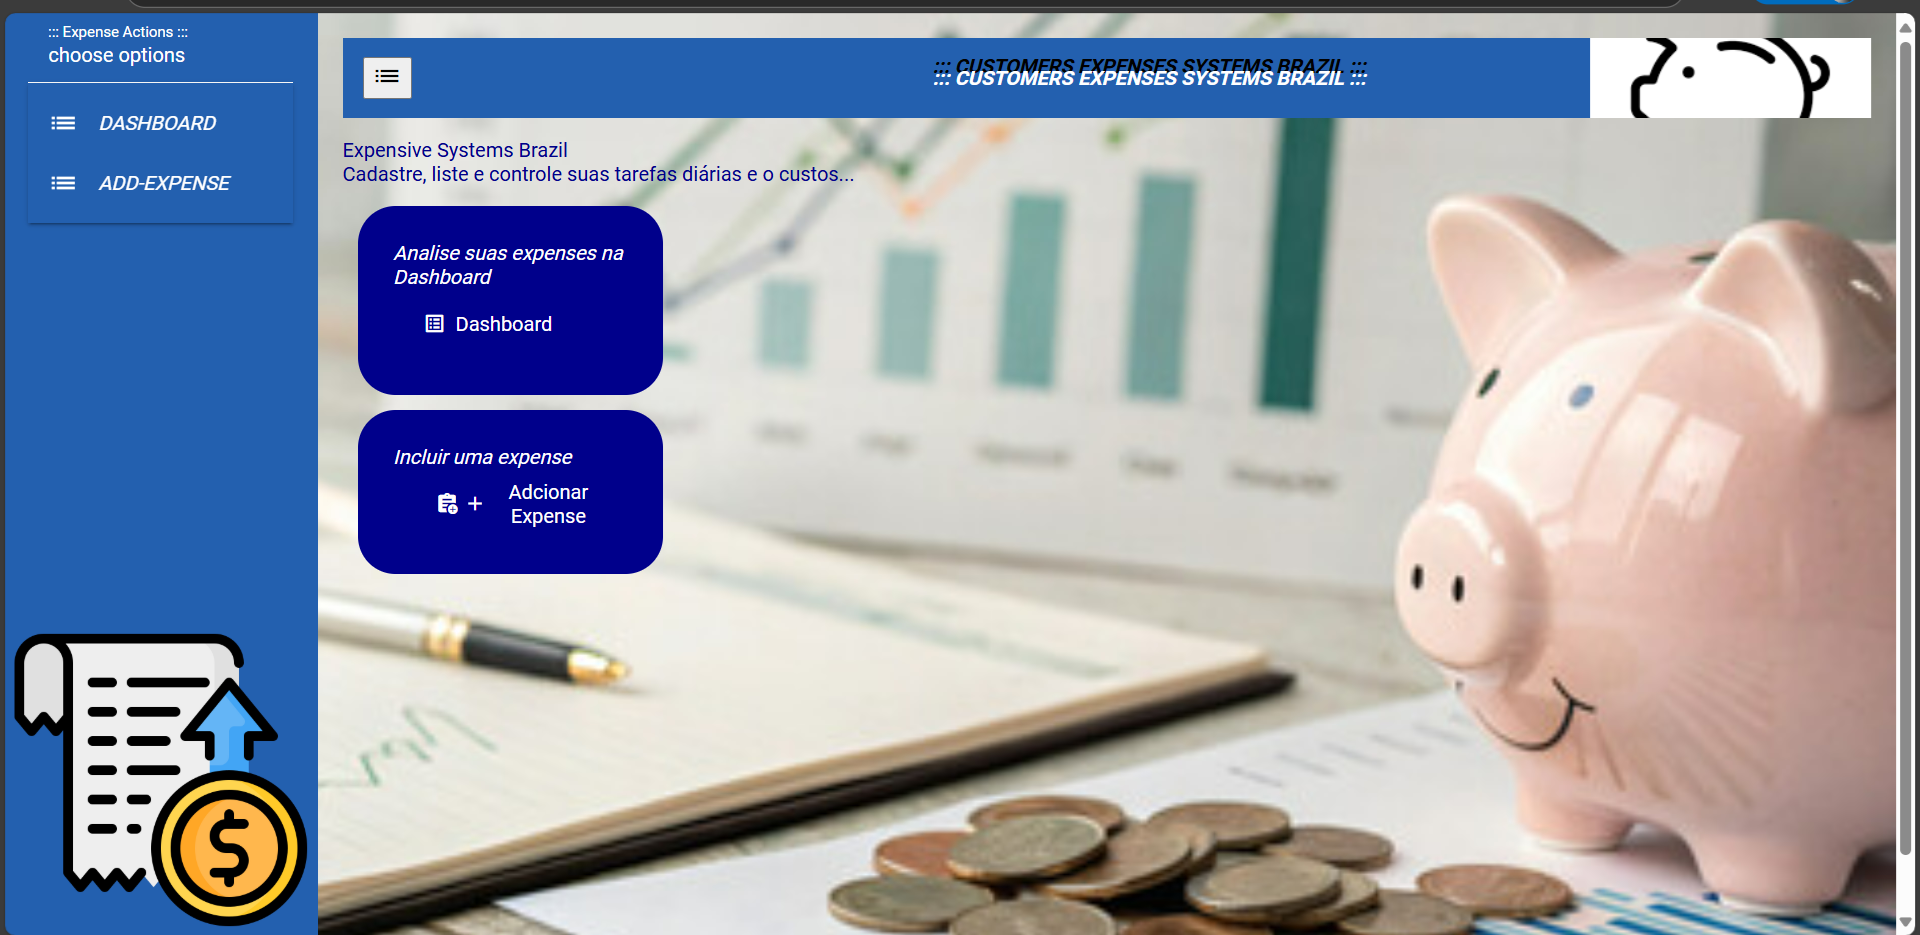 ::: Expense Actions :::
choose options
DASHBOARD
ADD-EXPENSE
::: CUSTOMERS EXPENSES SYSTEMS BRAZIL :::
::: CUSTOMERS EXPENSES SYSTEMS BRAZIL :::
Expensive Systems Brazil
Cadastre, liste e controle suas tarefas diárias e o custos...
Analise suas expenses na
Dashboard
Dashboard
Incluir uma expense
Adcionar
Expense